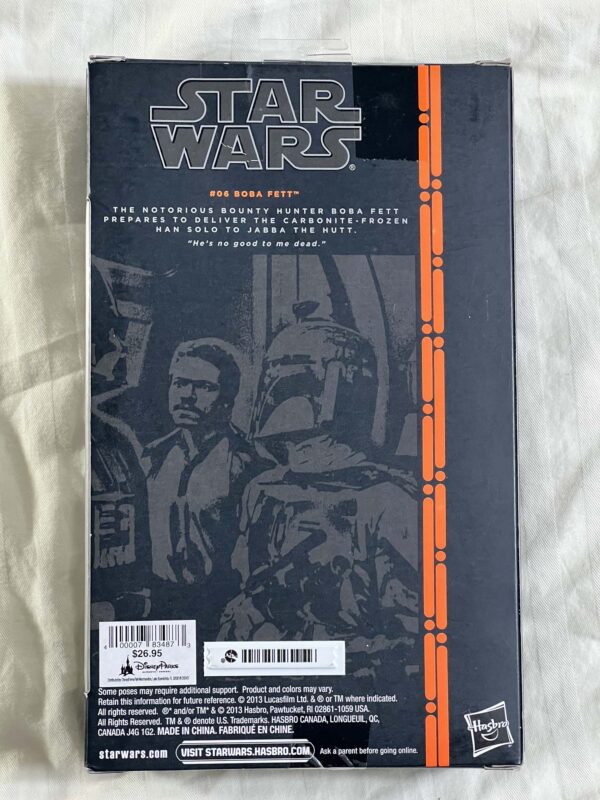 STAR
WARS®
#06 BOBA FETT™
THE NOTORIOUS BOUNTY HUNTER BOBA FETT
PREPARES TO DELIVER THE CARBONITE-FROZEN
HAN SOLO TO JABBA THE HUTT.
"He's no good to me dead."
4 00007 83487 3
$26.95
Disney Parks
Some poses may require additional support. Product and colors may vary.
Retain this information for future reference. © 2013 Lucasfilm Ltd. & ® or TM where indicated.
All rights reserved. ®* and/or TM* & © 2013 Hasbro, Pawtucket, RI 02861-1059 USA.
All Rights Reserved. TM & ® denote U.S. Trademarks. HASBRO CANADA, LONGUEUIL, QC,
CANADA J4G 1G2. MADE IN CHINA. FABRIQUÉ EN CHINE.
starwars.com VISIT STARWARS.HASBRO.COM Ask a parent before going online.
Hasbro